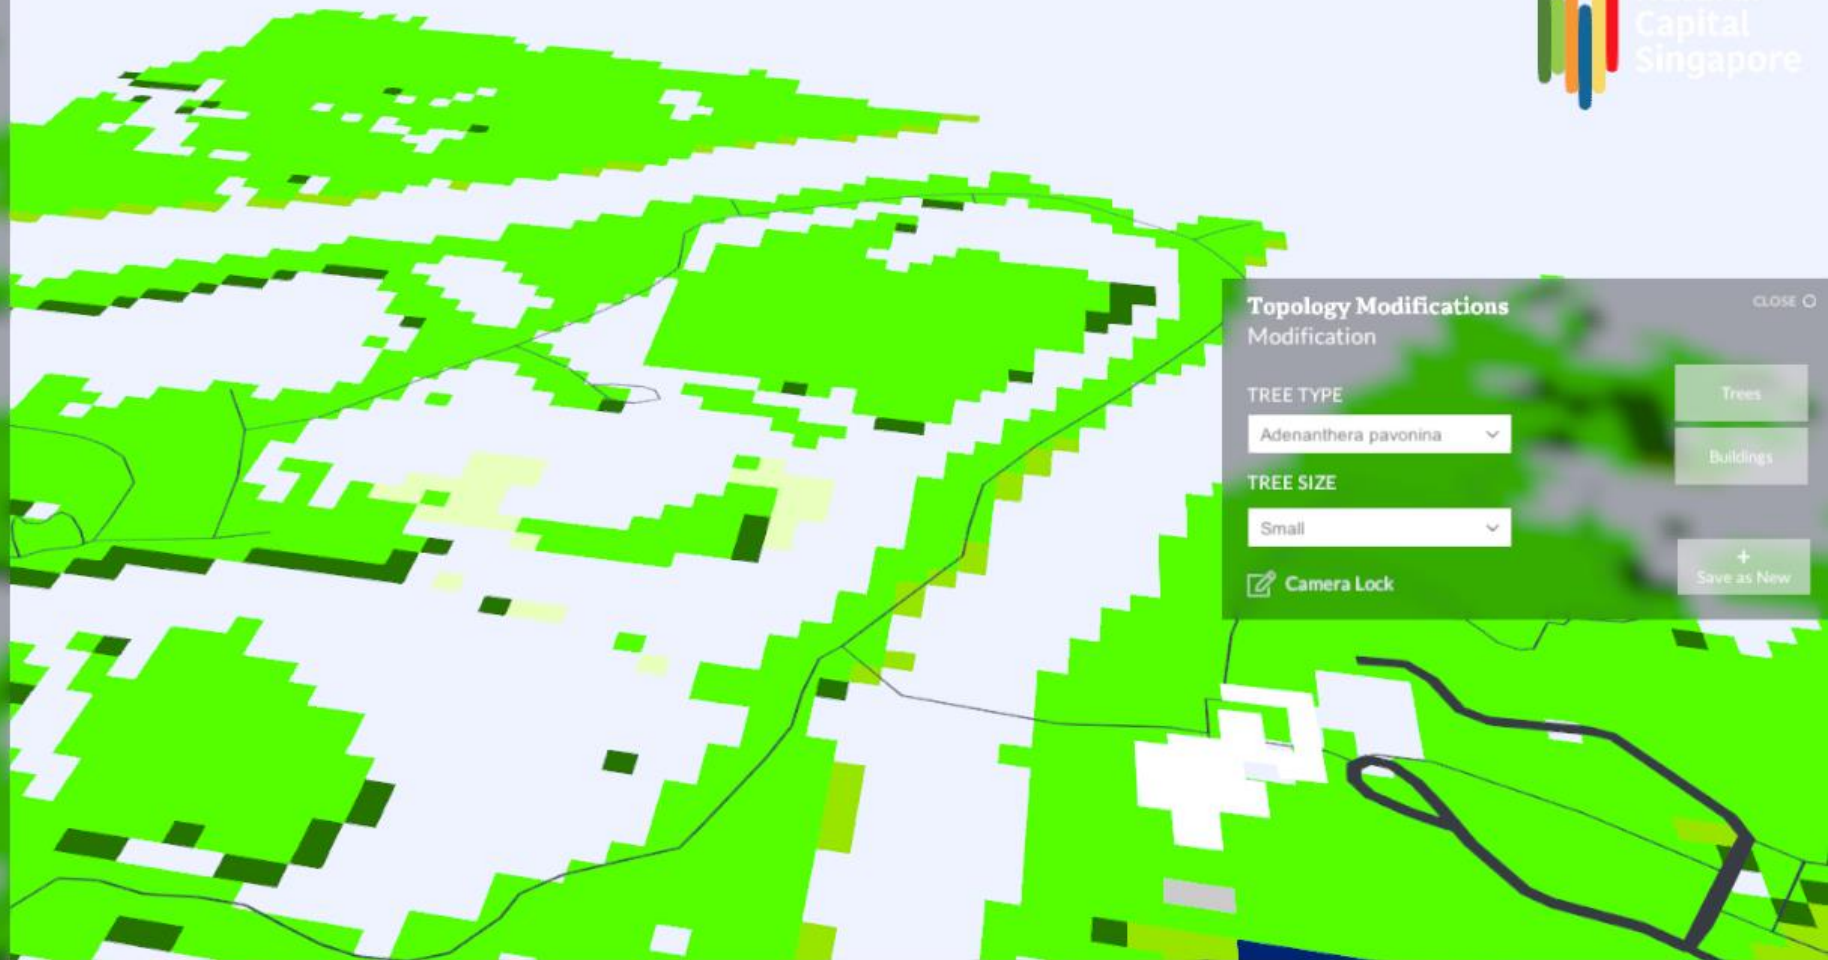 Capital
Singapore
Topology Modifications
CLOSE
Modification
TREE TYPE
Trees
Adenanthera pavonina
Buildings
TREE SIZE
Small
+
Save as New
Camera Lock